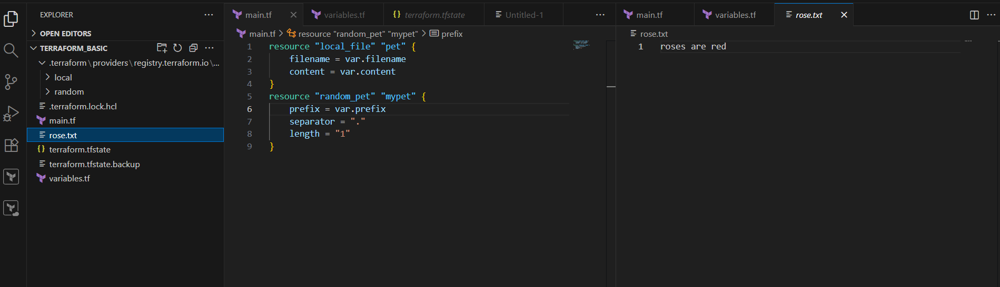 EXPLORER
OPEN EDITORS
TERRAFORM_BASIC
.terraform\providers\registry.terraform.io\...
local
random
.terraform.lock.hcl
main.tf
rose.txt
terraform.tfstate
terraform.tfstate.backup
variables.tf
main.tf variables.tf terraform.tfstate Untitled-1
main.tf > resource "random_pet" "mypet" > prefix
1 resource "local_file" "pet" {
2 filename = var.filename
3 content = var.content
4 }
5 resource "random_pet" "mypet" {
6 prefix = var.prefix
7 separator = "."
8 length = "1"
9 }
main.tf variables.tf rose.txt
rose.txt
1 roses are red